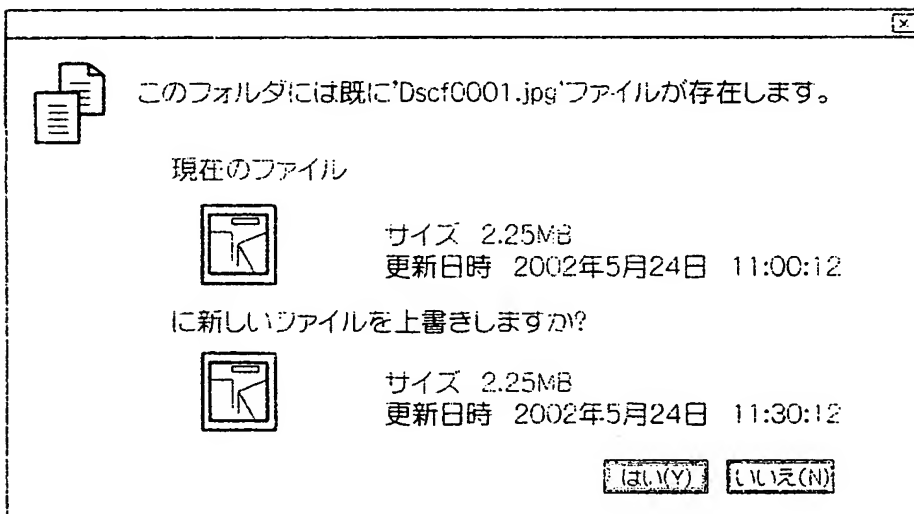 このフォルダには既に'Dscf0001.jpg'ファイルが存在します。
現在のファイル
サイズ 2.25MB
更新日時 2002年5月24日 11:00:12
に新しいファイルを上書きしますか?
サイズ 2.25MB
更新日時 2002年5月24日 11:30:12
はい(Y) いいえ(N)